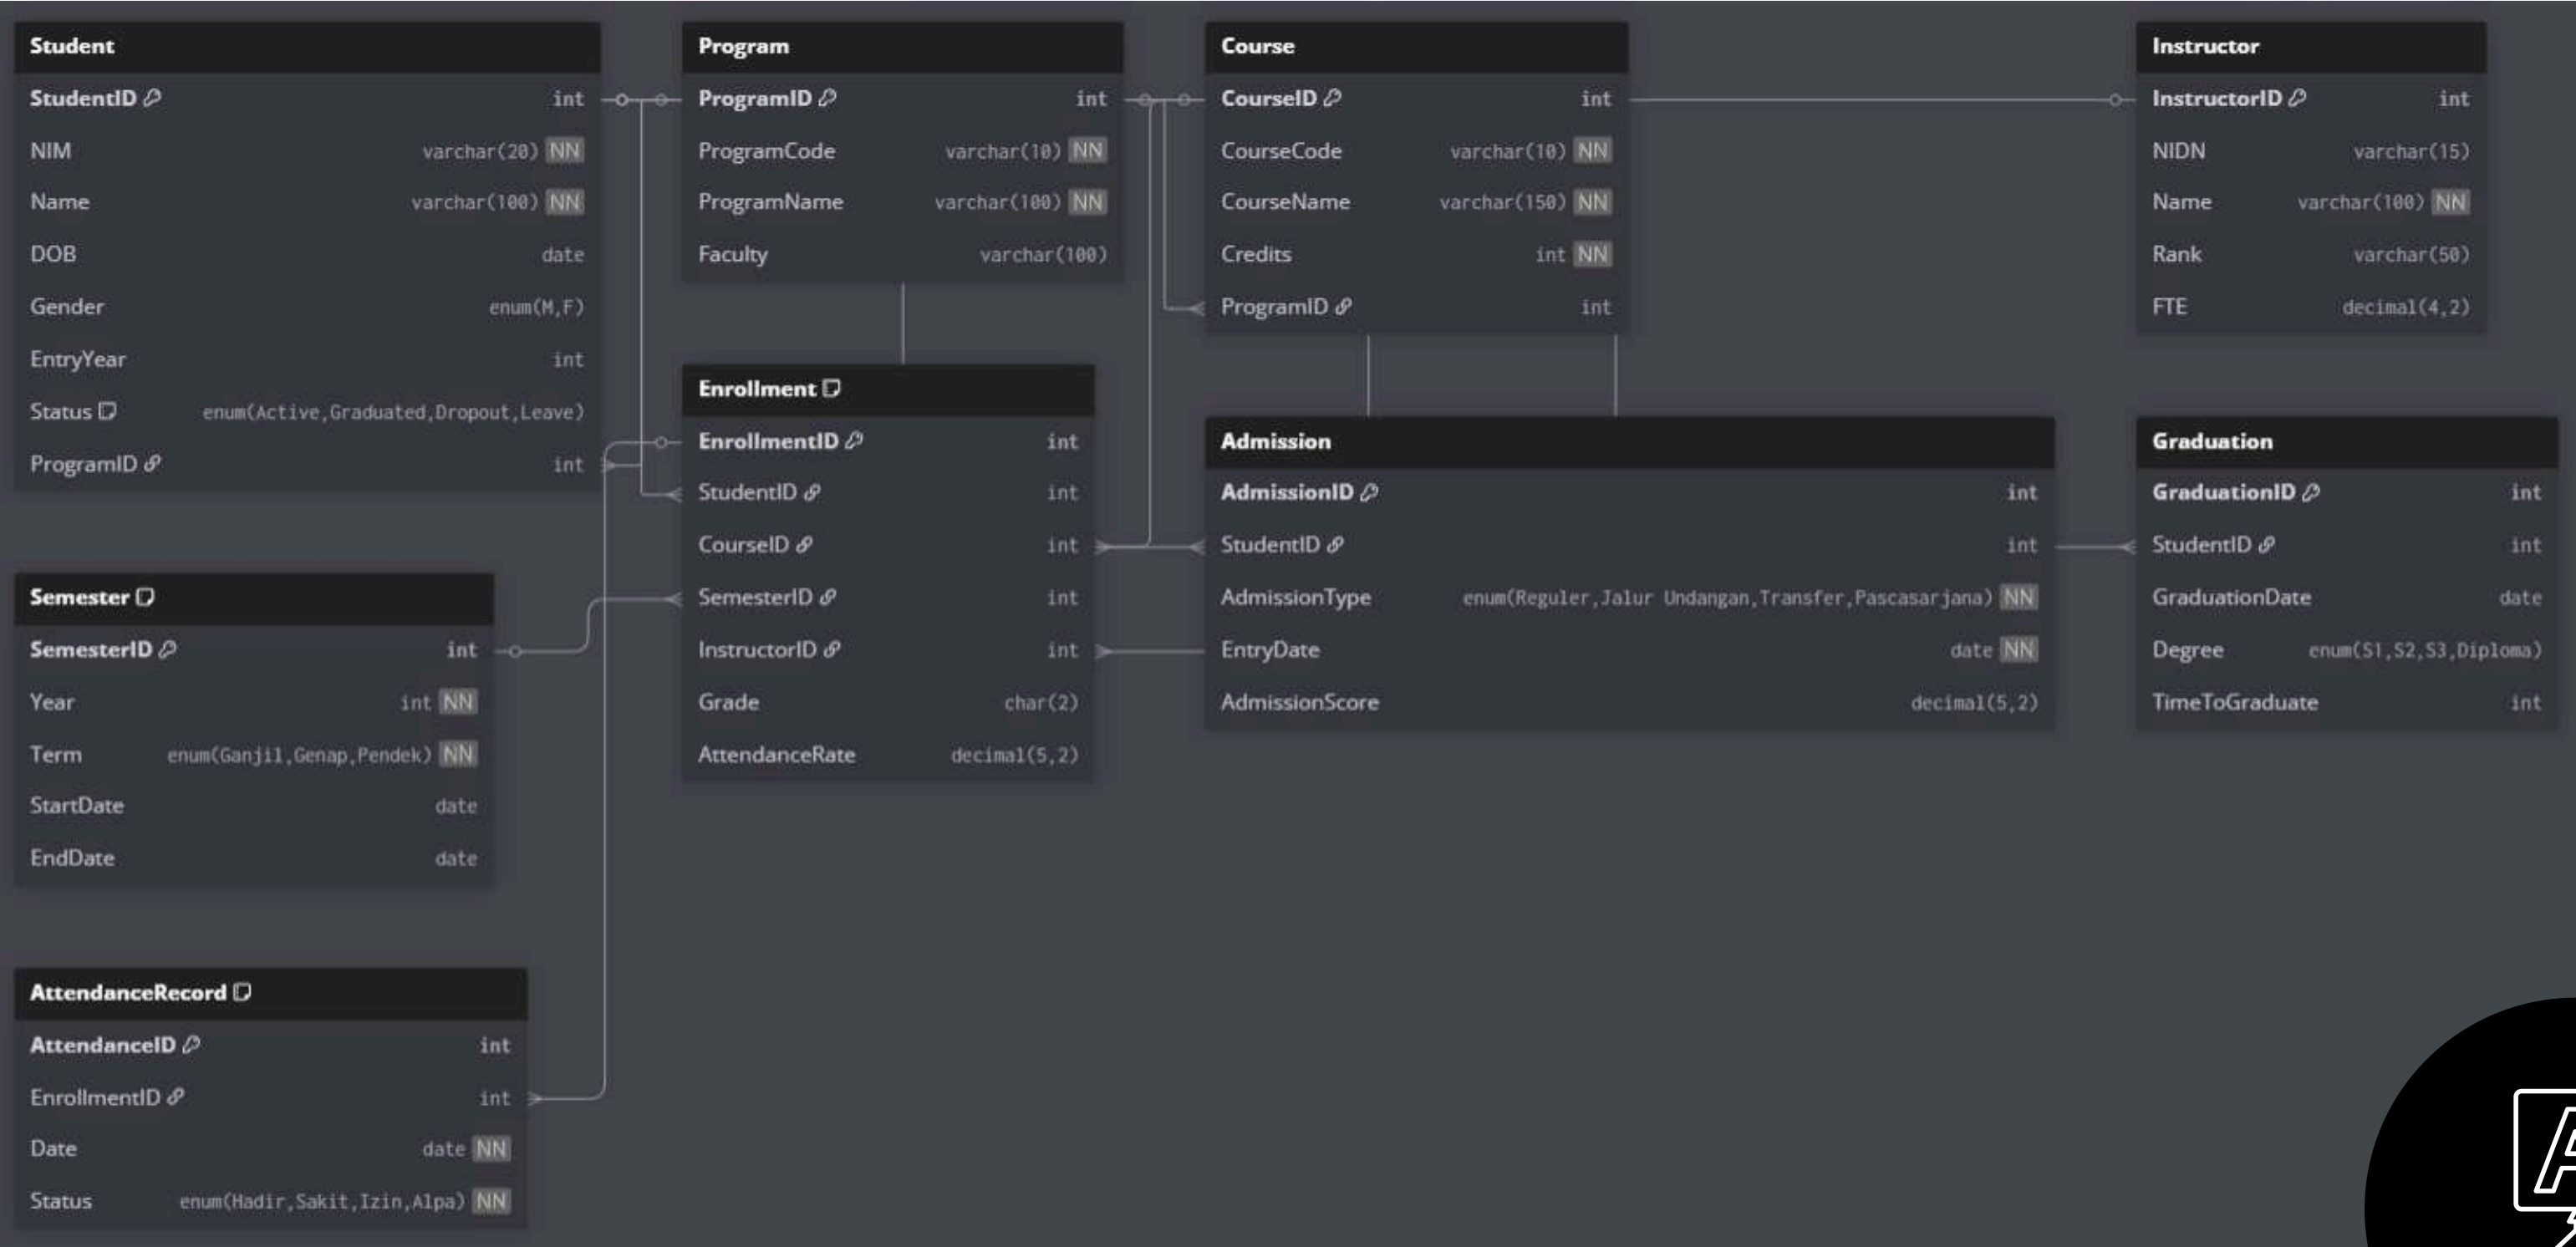 Student
StudentID int
NIM varchar(20) NN
Name varchar(100) NN
DOB date
Gender enum(M,F)
EntryYear int
Status enum(Active,Graduated,Dropout,Leave)
ProgramID int
Program
ProgramID int
ProgramCode varchar(10) NN
ProgramName varchar(100) NN
Faculty varchar(100)
Course
CourseID int
CourseCode varchar(10) NN
CourseName varchar(150) NN
Credits int NN
ProgramID int
Instructor
InstructorID int
NIDN varchar(15)
Name varchar(100) NN
Rank varchar(50)
FTE decimal(4,2)
Enrollment
EnrollmentID int
StudentID int
CourseID int
SemesterID int
InstructorID int
Grade char(2)
AttendanceRate decimal(5,2)
Admission
AdmissionID int
StudentID int
AdmissionType enum(Reguler,Jalur Undangan,Transfer,Pascasarjana) NN
EntryDate date NN
AdmissionScore decimal(5,2)
Graduation
GraduationID int
StudentID int
GraduationDate date
Degree enum(S1,S2,S3,Diploma)
TimeToGraduate int
Semester
SemesterID int
Year int NN
Term enum(Ganjil,Genap,Pendek) NN
StartDate date
EndDate date
AttendanceRecord
AttendanceID int
EnrollmentID int
Date date NN
Status enum(Hadir,Sakit,Izin,Alpa) NN